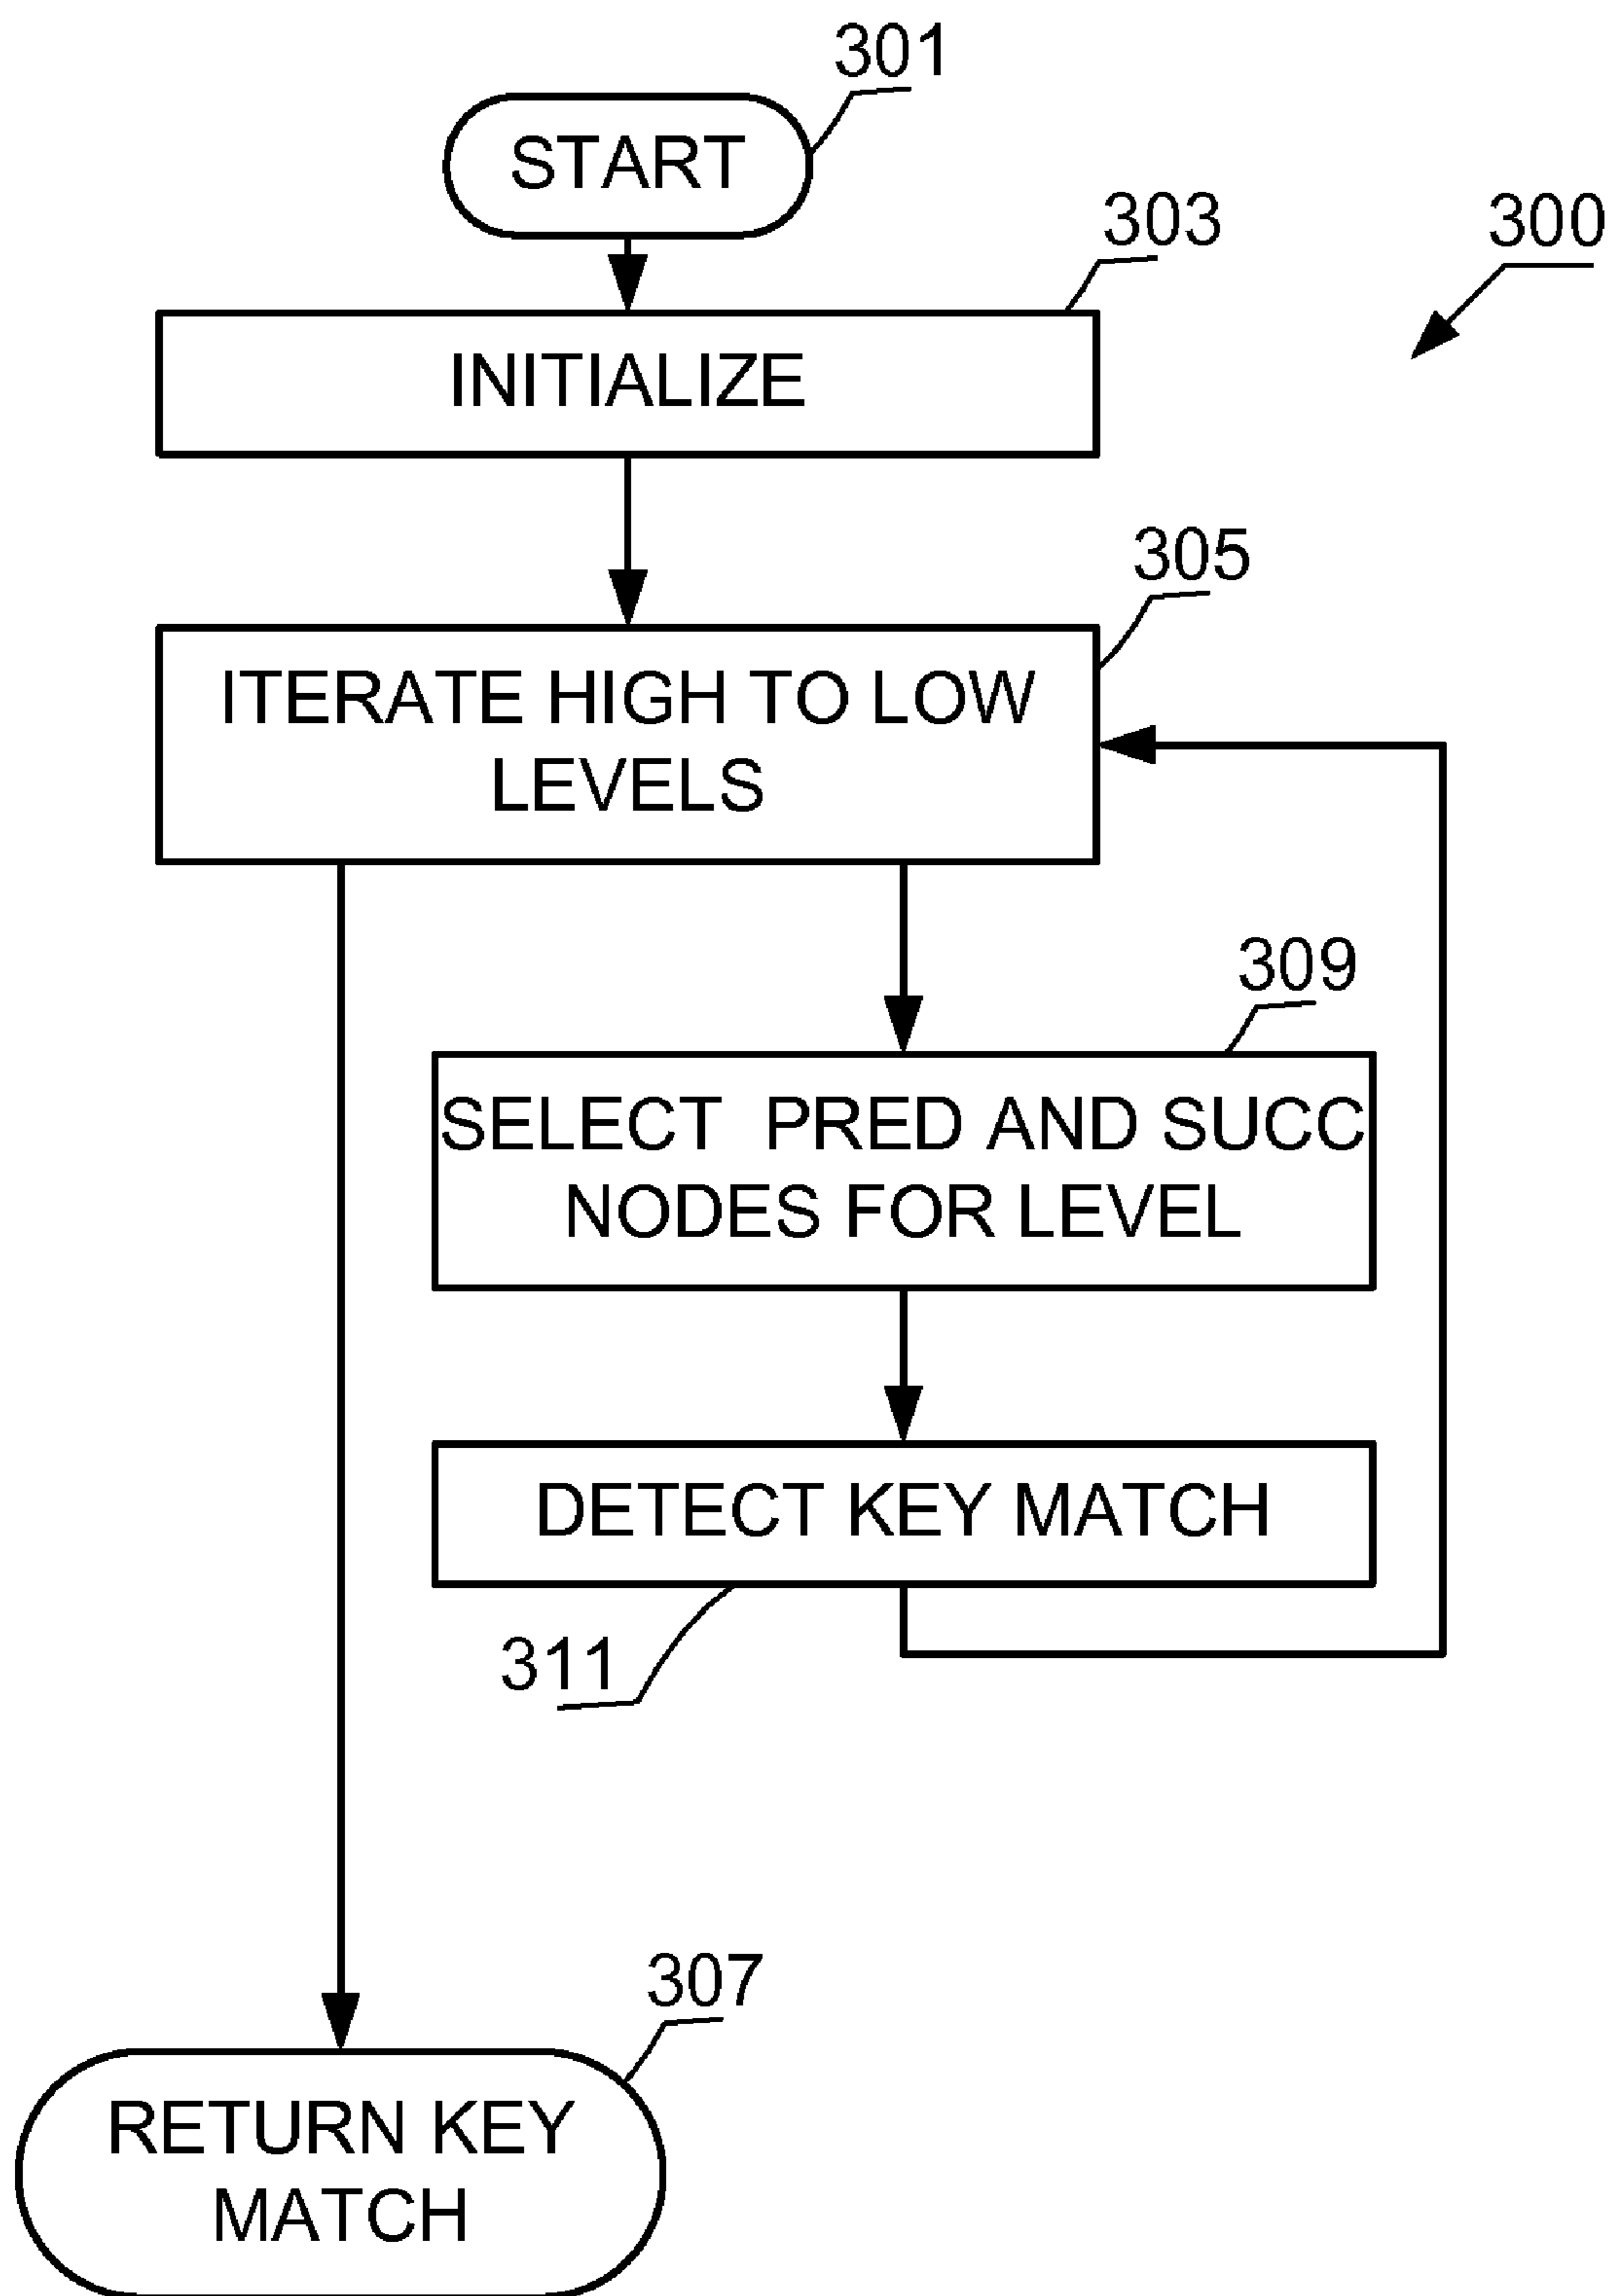 301
START
303
300
INITIALIZE
305
ITERATE HIGH TO LOW
LEVELS
309
SELECT PRED AND SUCC
NODES FOR LEVEL
DETECT KEY MATCH
311
307
RETURN KEY
MATCH